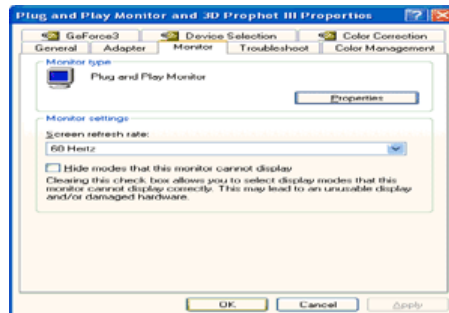 Plug and Play Monitor and 3D Prophet III Properties
GeForce3 Device Selection Color Correction
General Adapter Monitor Troubleshoot Color Management
Monitor type
Plug and Play Monitor
Properties
Monitor settings
Screen refresh rate:
60 Hertz
Hide modes that this monitor cannot display
Clearing this check box allows you to select display modes that this
monitor cannot display correctly. This may lead to an unusable display
and/or damaged hardware.
OK Cancel Apply